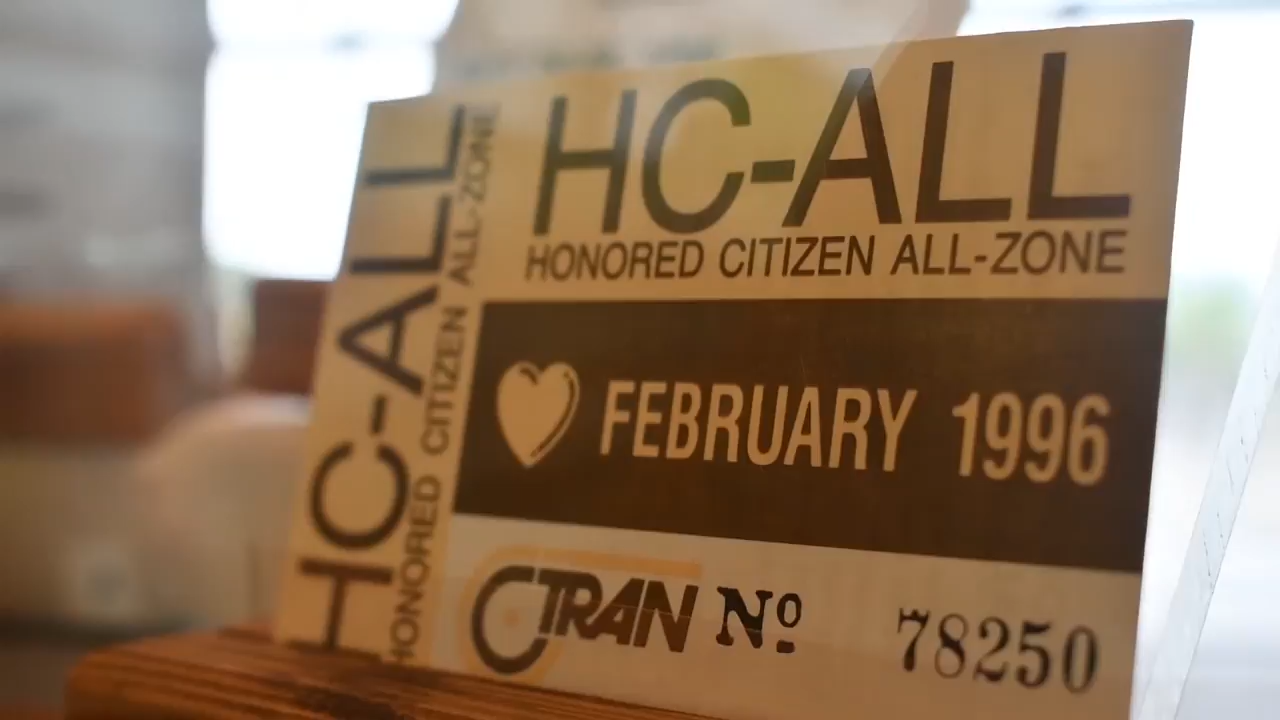 HC-ALL
HONORED CITIZEN ALL-ZONE
HC-ALL
HONORED CITIZEN ALL-ZONE
FEBRUARY 1996
CTRAN Nº 78250